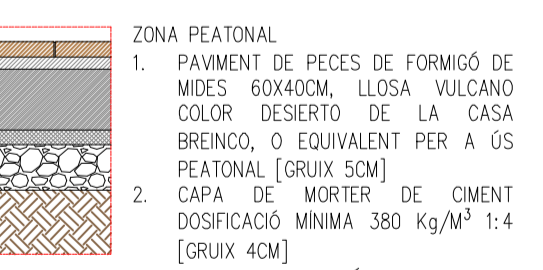 ZONA PEATONAL
1. PAVIMENT DE PECES DE FORMIGÓ DE
MIDES 60X40CM, LLOSA VULCANO
COLOR DESIERTO DE LA CASA
BREINCO, O EQUIVALENT PER A ÚS
PEATONAL [GRUIX 5CM]
2. CAPA DE MORTER DE CIMENT
DOSIFICACIÓ MÍNIMA 380 Kg/M³ 1:4
[GRUIX 4CM]